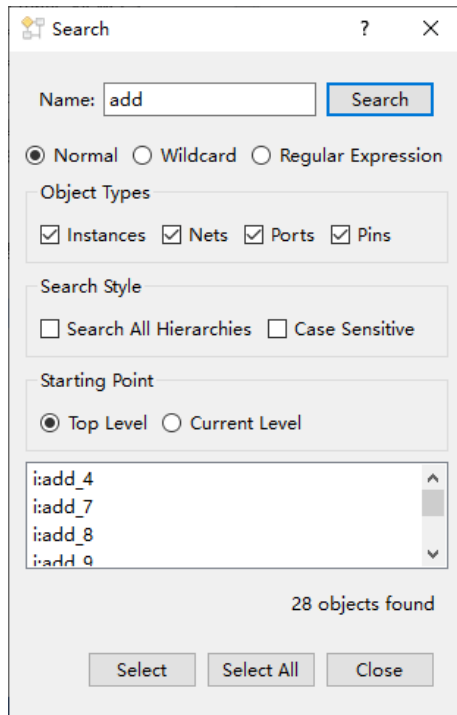 Search ?
Name: add Search
Normal Wildcard Regular Expression
Object Types
Instances Nets Ports Pins
Search Style
Search All Hierarchies Case Sensitive
Starting Point
Top Level Current Level
i:add_4
i:add_7
i:add_8
i:add_9
28 objects found
Select Select All Close